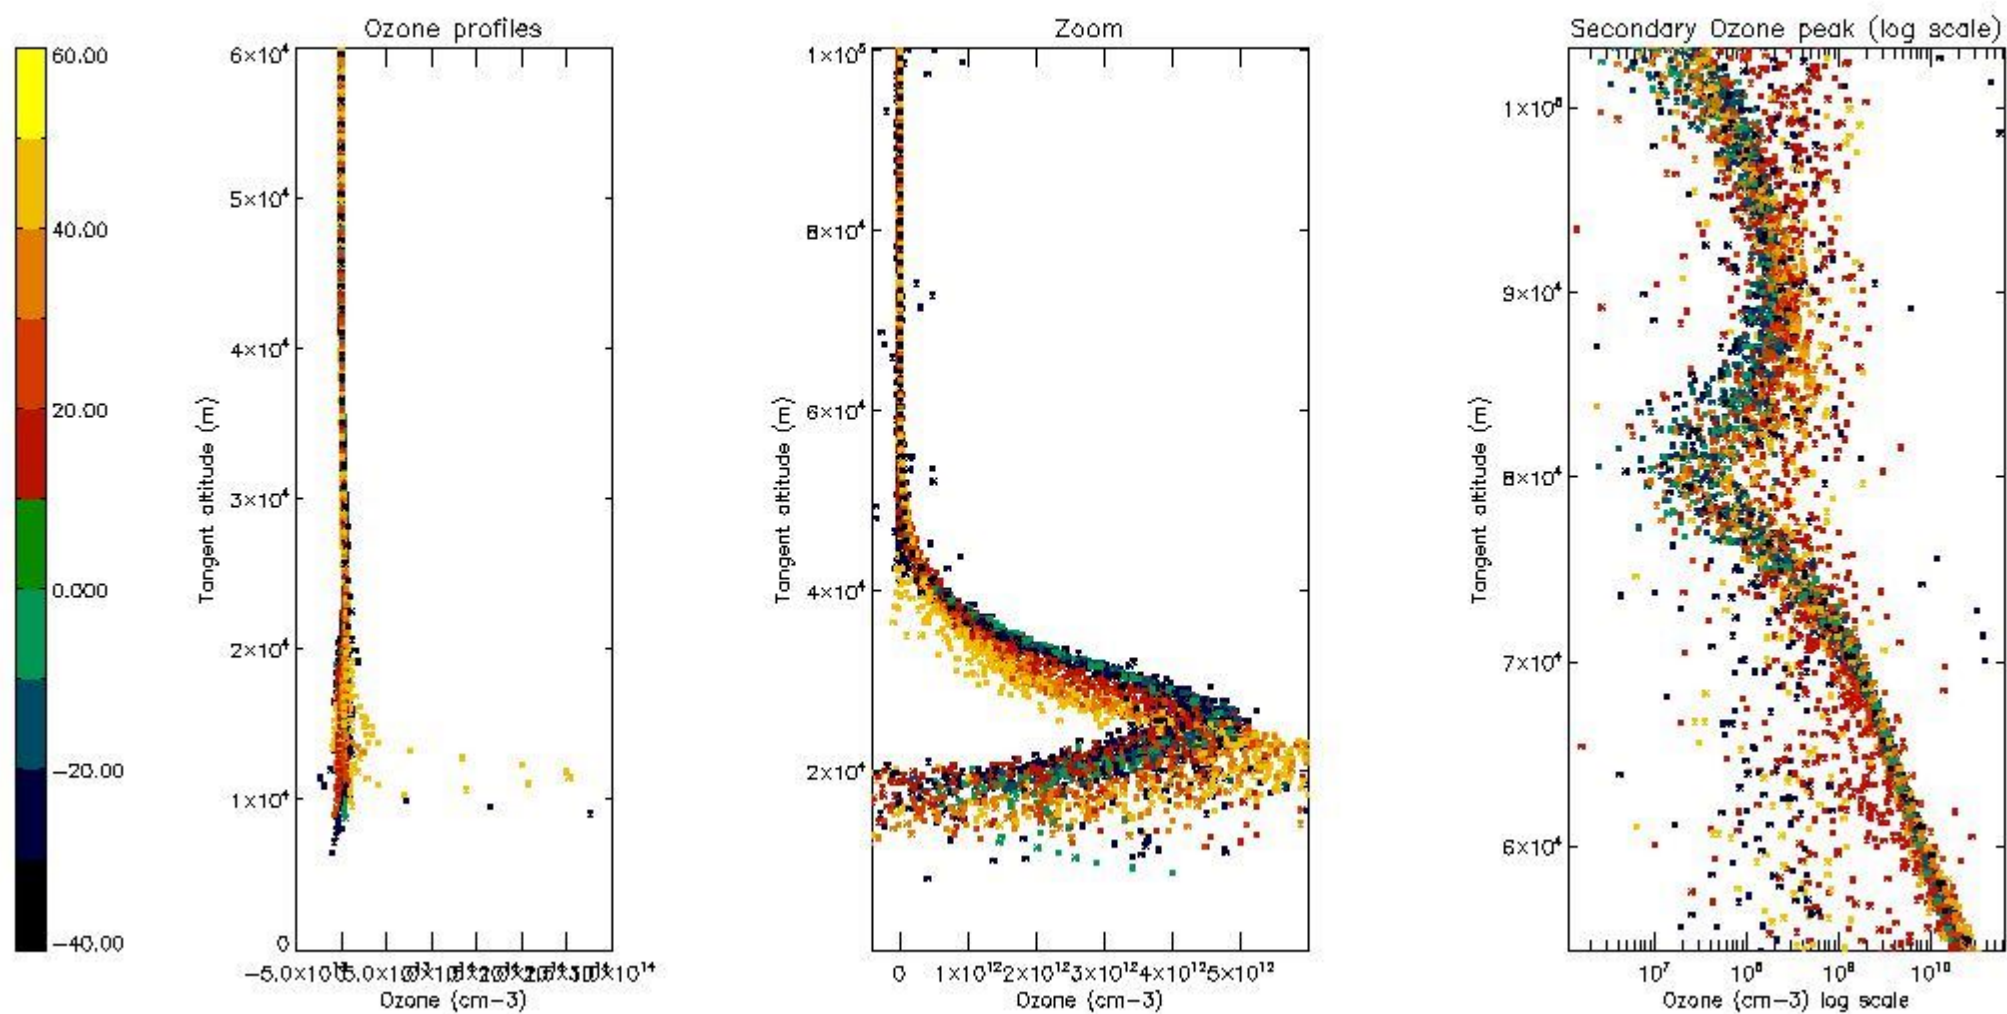 Ozone profiles
Zoom
Secondary Ozone peak (log scale)
60.00
40.00
20.00
0.000
−20.00
−40.00
6×10⁴
5×10⁴
4×10⁴
3×10⁴
2×10⁴
1×10⁴
0
Tangent altitude (m)
Ozone (cm−3)
1×10⁵
8×10⁴
6×10⁴
4×10⁴
2×10⁴
Tangent altitude (m)
0 1×10¹² 2×10¹² 3×10¹² 4×10¹² 5×10¹²
Ozone (cm−3)
1×10⁵
9×10⁴
8×10⁴
7×10⁴
6×10⁴
Tangent altitude (m)
10⁷ 10⁸ 10⁹ 10¹⁰
Ozone (cm−3) log scale